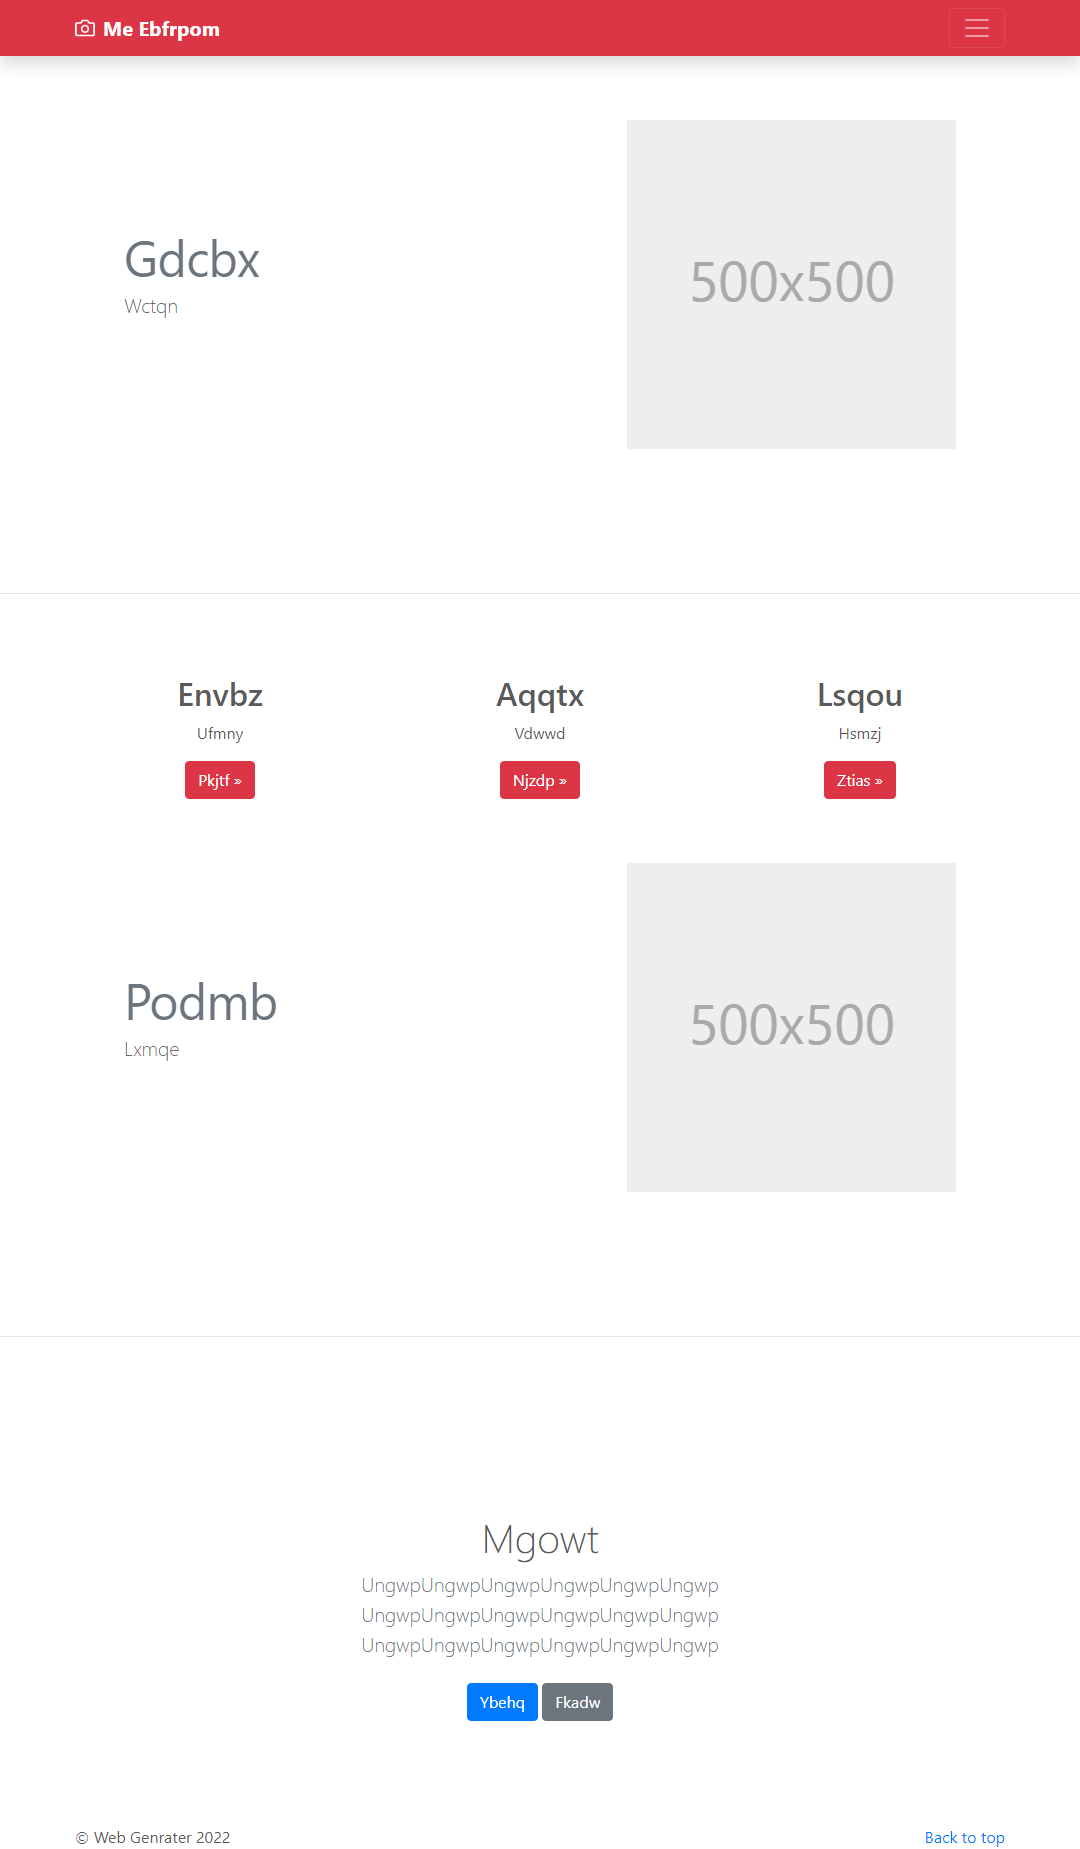 Me Ebfrpom
Gdcbx
Wctqn
500x500
Envbz
Ufmny
Pkjtf »
Aqqtx
Vdwwd
Njzdp »
Lsqou
Hsmzj
Ztias »
Podmb
Lxmqe
500x500
Mgowt
UngwpUngwpUngwpUngwpUngwpUngwp
UngwpUngwpUngwpUngwpUngwpUngwp
UngwpUngwpUngwpUngwpUngwpUngwp
Ybehq Fkadw
© Web Genrater 2022
Back to top